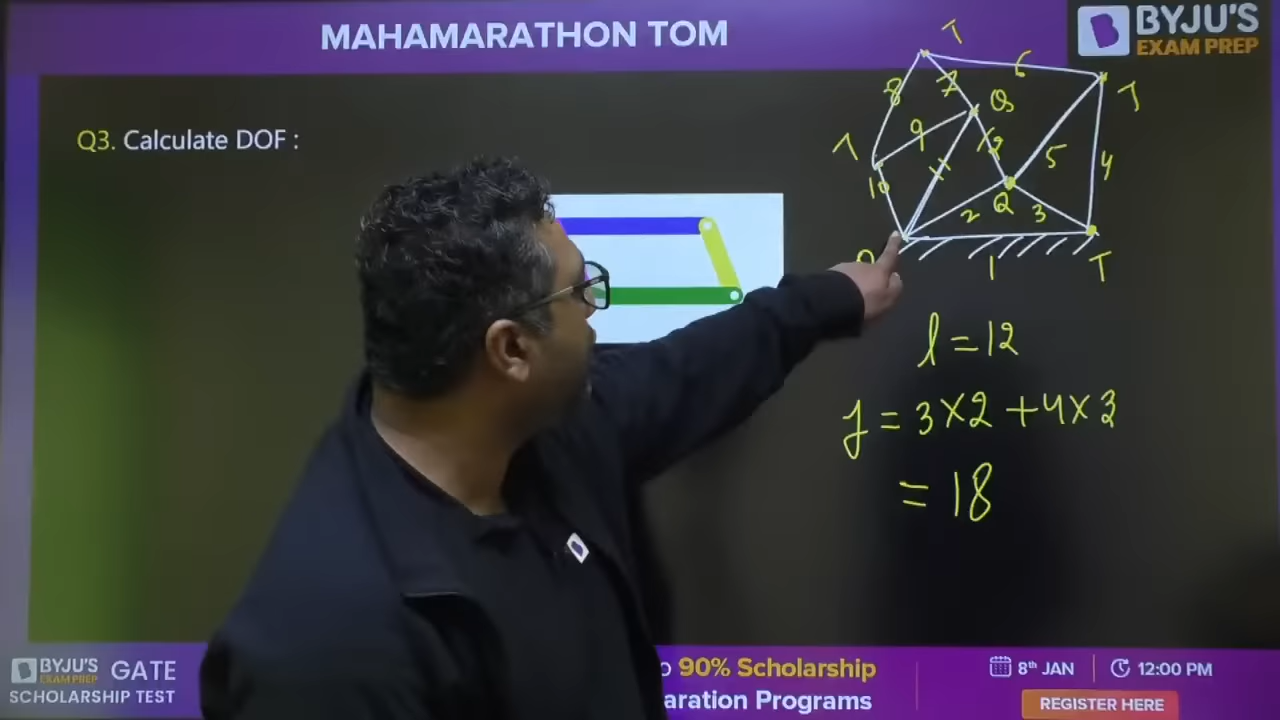 MAHAMARATHON TOM
BYJU'S
EXAM PREP
Q3. Calculate DOF :
T
6
T
8
7
Q
9
12
5
4
T
11
10
2
Q
3
1
T
l = 12
j = 3 × 2 + 4 × 3
= 18
BYJU'S
EXAM PREP
GATE
SCHOLARSHIP TEST
90% Scholarship
aration Programs
8th JAN
12:00 PM
REGISTER HERE